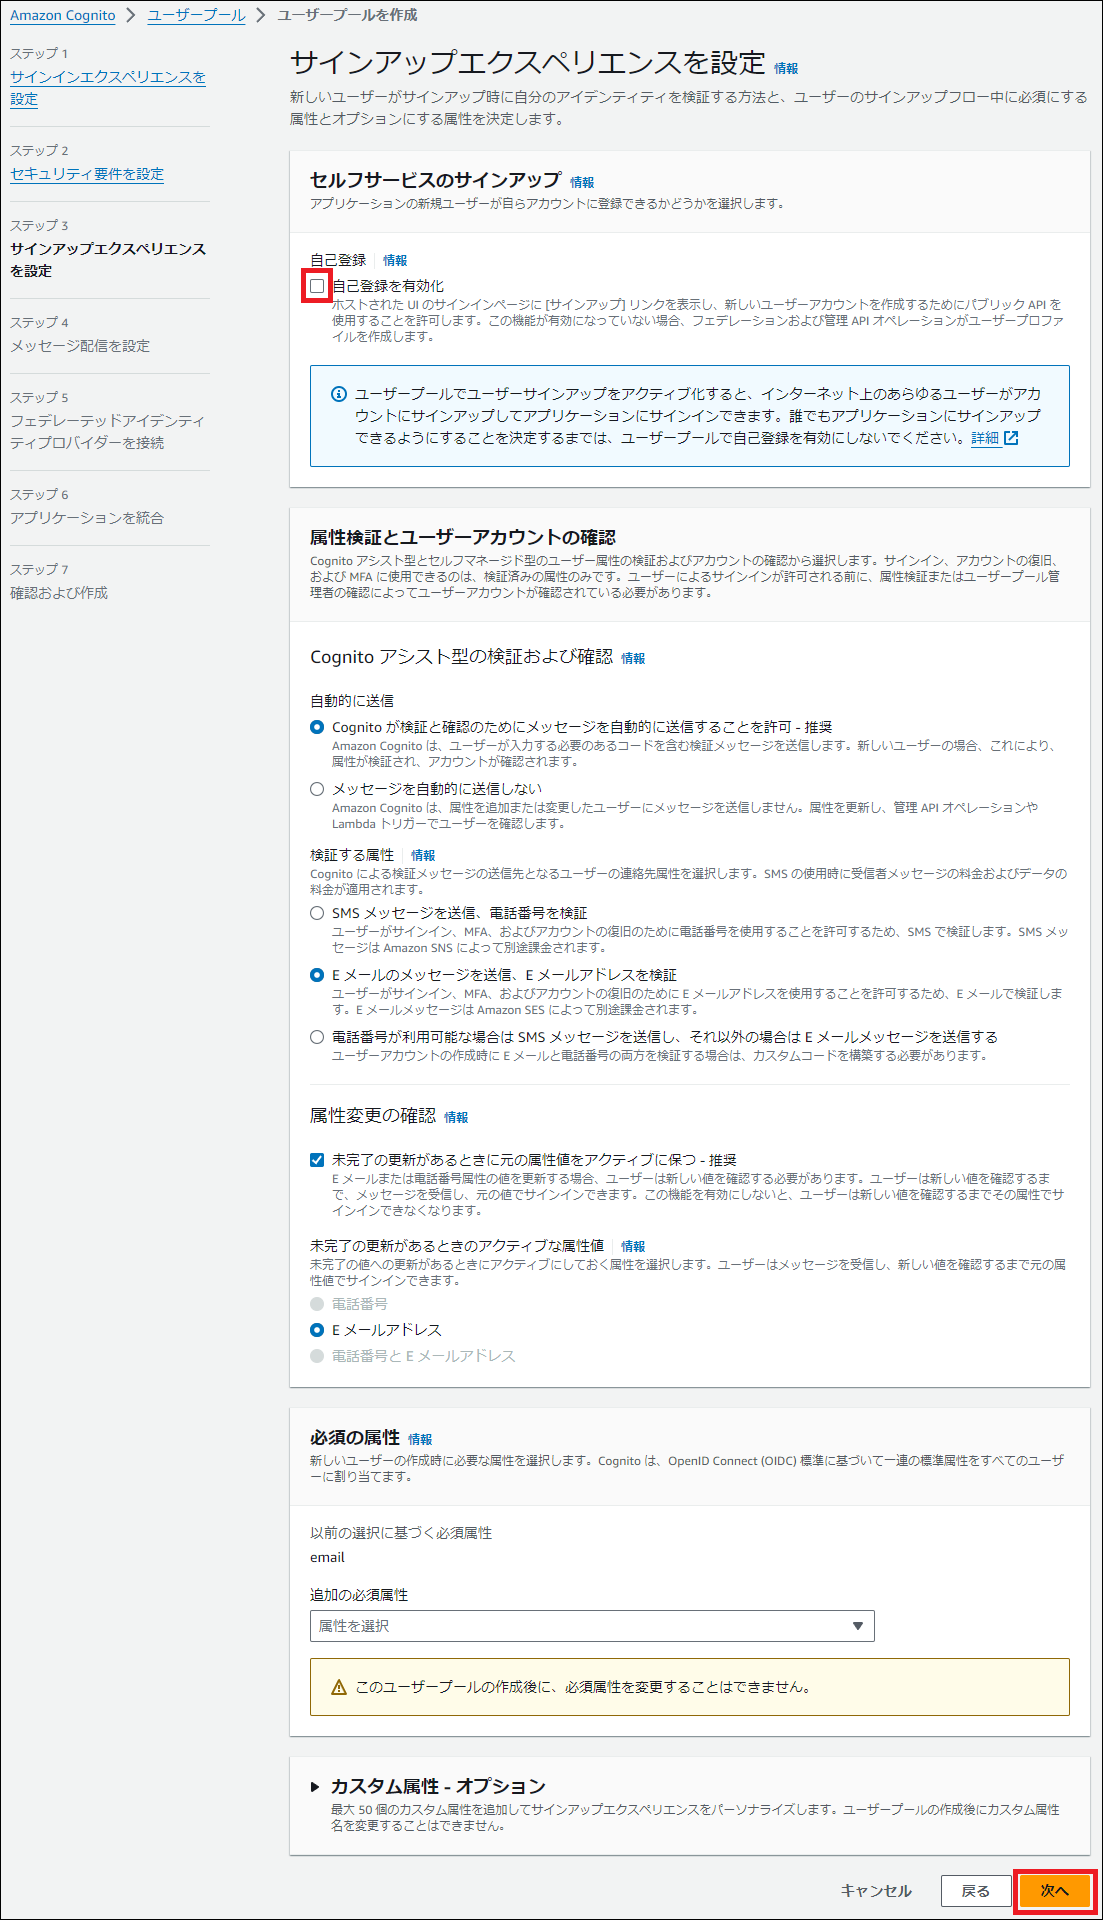 Amazon Cognito > ユーザープール > ユーザープールを作成
ステップ 1
サインインエクスペリエンスを
設定
ステップ 2
セキュリティ要件を設定
ステップ 3
サインアップエクスペリエンス
を設定
ステップ 4
メッセージ配信を設定
ステップ 5
フェデレーテッドアイデンティ
ティプロバイダーを接続
ステップ 6
アプリケーションを統合
ステップ 7
確認および作成
サインアップエクスペリエンスを設定 情報
新しいユーザーがサインアップ時に自分のアイデンティティを検証する方法と、ユーザーのサインアップフロー中に必須にする
属性とオプションにする属性を決定します。
セルフサービスのサインアップ 情報
アプリケーションの新規ユーザーが自らアカウントに登録できるかどうかを選択します。
自己登録 情報
自己登録を有効化
ホストされた UI のサインインページに [サインアップ] リンクを表示し、新しいユーザーアカウントを作成するためにパブリック API を
使用することを許可します。この機能が有効になっていない場合、フェデレーションおよび管理 API オペレーションがユーザープロファ
イルを作成します。
ユーザープールでユーザーサインアップをアクティブ化すると、インターネット上のあらゆるユーザーがアカ
ウントにサインアップしてアプリケーションにサインインできます。誰でもアプリケーションにサインアップ
できるようにすることを決定するまでは、ユーザープールで自己登録を有効にしないでください。詳細
属性検証とユーザーアカウントの確認
Cognito アシスト型とセルフマネージド型のユーザー属性の検証およびアカウントの確認から選択します。サインイン、アカウントの復旧、
および MFA に使用できるのは、検証済みの属性のみです。ユーザーによるサインインが許可される前に、属性検証またはユーザープール管
理者の確認によってユーザーアカウントが確認されている必要があります。
Cognito アシスト型の検証および確認 情報
自動的に送信
Cognito が検証と確認のためにメッセージを自動的に送信することを許可 - 推奨
Amazon Cognito は、ユーザーが入力する必要のあるコードを含む検証メッセージを送信します。新しいユーザーの場合、これにより、
属性が検証され、アカウントが確認されます。
メッセージを自動的に送信しない
Amazon Cognito は、属性を追加または変更したユーザーにメッセージを送信しません。属性を更新し、管理 API オペレーションや
Lambda トリガーでユーザーを確認します。
検証する属性 情報
Cognito による検証メッセージの送信先となるユーザーの連絡先属性を選択します。SMS の使用時に受信者メッセージの料金およびデータの
料金が適用されます。
SMS メッセージを送信、電話番号を検証
ユーザーがサインイン、MFA、およびアカウントの復旧のために電話番号を使用することを許可するため、SMS で検証します。SMS メッ
セージは Amazon SNS によって別途課金されます。
E メールのメッセージを送信、E メールアドレスを検証
ユーザーがサインイン、MFA、およびアカウントの復旧のために E メールアドレスを使用することを許可するため、E メールで検証しま
す。E メールメッセージは Amazon SES によって別途課金されます。
電話番号が利用可能な場合は SMS メッセージを送信し、それ以外の場合は E メールメッセージを送信する
ユーザーアカウントの作成時に E メールと電話番号の両方を検証する場合は、カスタムコードを構築する必要があります。
属性変更の確認 情報
未完了の更新があるときに元の属性値をアクティブに保つ - 推奨
E メールまたは電話番号属性の値を更新する場合、ユーザーは新しい値を確認する必要があります。ユーザーは新しい値を確認するま
で、メッセージを受信し、元の値でサインインできます。この機能を有効にしないと、ユーザーは新しい値を確認するまでその属性でサ
インインできなくなります。
未完了の更新があるときのアクティブな属性値 情報
未完了の値への更新があるときにアクティブにしておく属性を選択します。ユーザーはメッセージを受信し、新しい値を確認するまで元の属
性値でサインインできます。
電話番号
E メールアドレス
電話番号と E メールアドレス
必須の属性 情報
新しいユーザーの作成時に必要な属性を選択します。Cognito は、OpenID Connect (OIDC) 標準に基づいて一連の標準属性をすべてのユーザ
ーに割り当てます。
以前の選択に基づく必須属性
email
追加の必須属性
属性を選択
このユーザープールの作成後に、必須属性を変更することはできません。
カスタム属性 - オプション
最大 50 個のカスタム属性を追加してサインアップエクスペリエンスをパーソナライズします。ユーザープールの作成後にカスタム属性
名を変更することはできません。
キャンセル 戻る 次へ